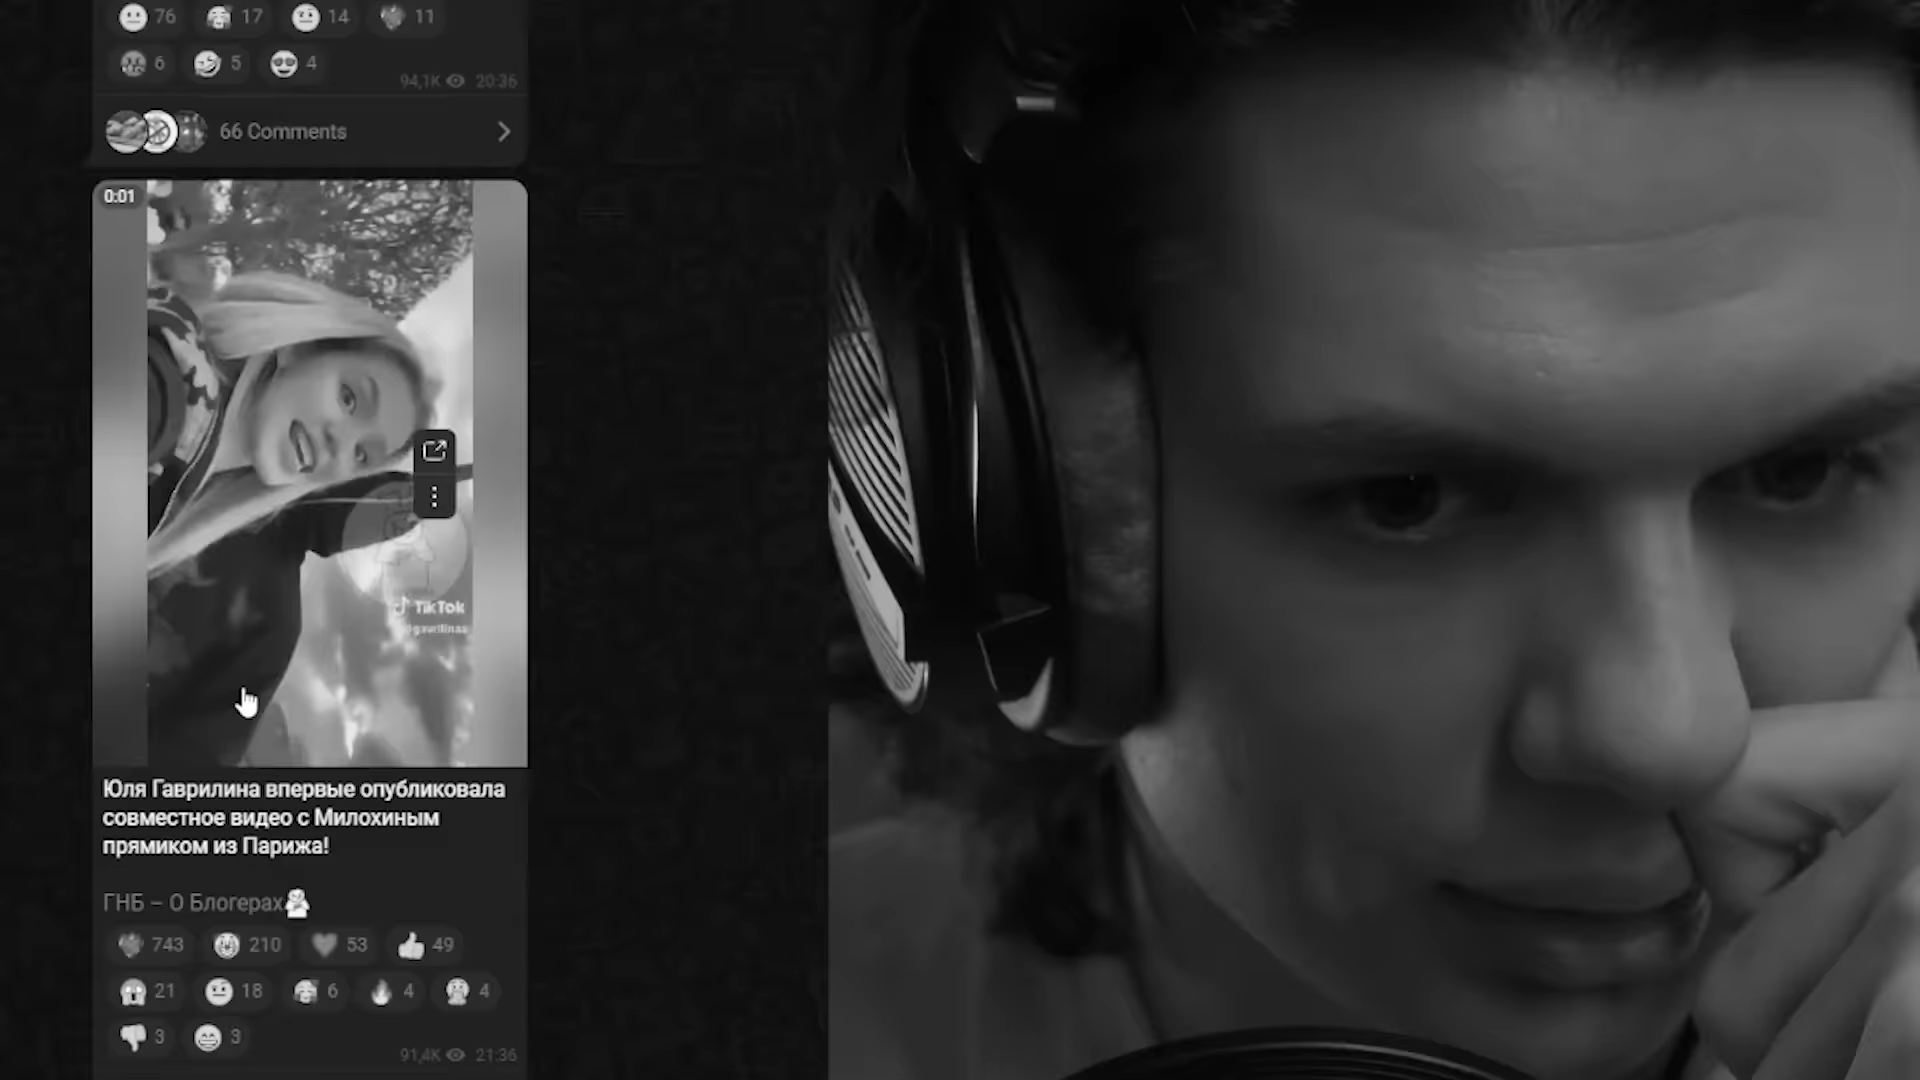 76 17 14 11
6 5 4
94,1K 20:36
66 Comments
0:01
TikTok
Юля Гаврилина впервые опубликовала
совместное видео с Милохиным
прямиком из Парижа!
ГНБ – О Блогерах
743 210 53 49
21 18 6 4 4
3 3
91,4K 21:36